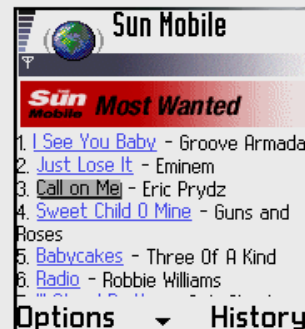 Sun Mobile
Sun Mobile Most Wanted
1. I See You Baby - Groove Armada
2. Just Lose It - Eminem
3. Call on Me - Eric Prydz
4. Sweet Child O Mine - Guns and
Roses
5. Babycakes - Three Of A Kind
6. Radio - Robbie Williams
Options History